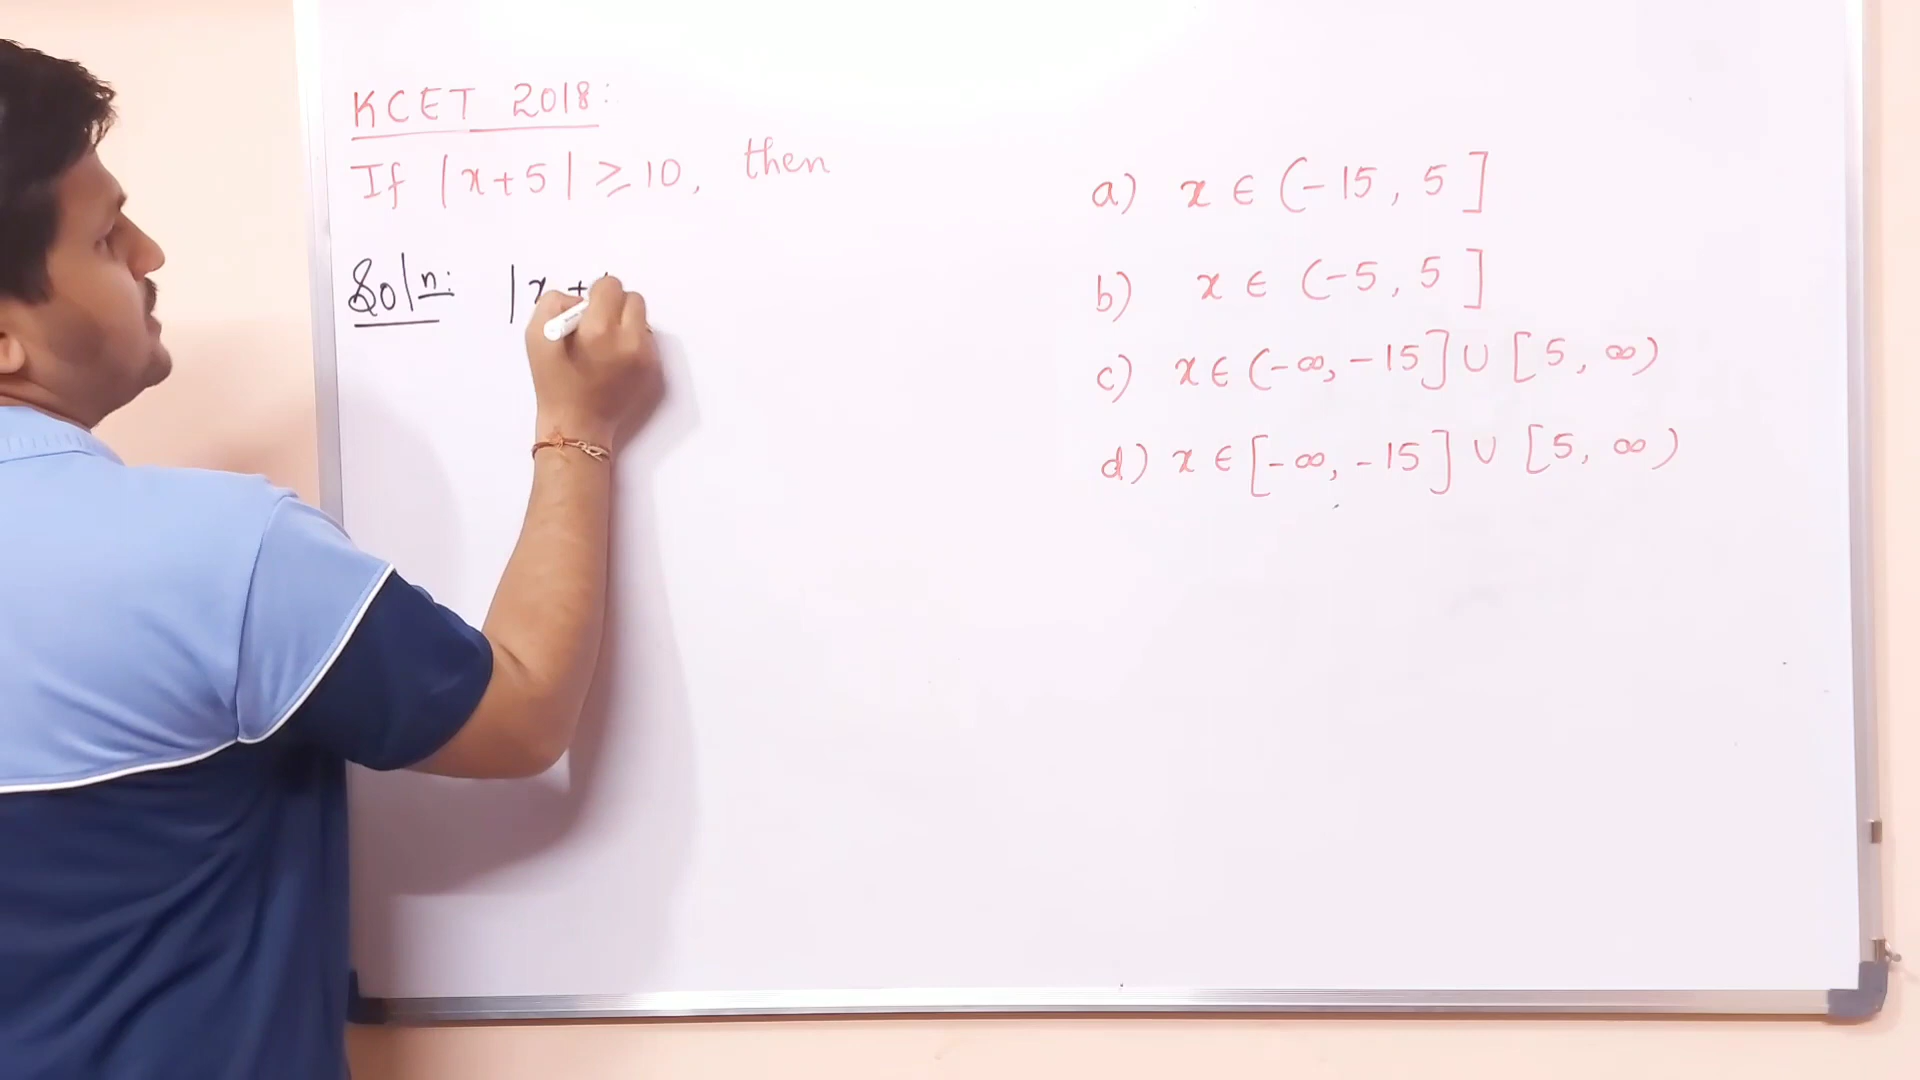 KCET 2018:
If |x+5| ≥ 10, then
Soln: |x +
a) x ∈ (-15, 5]
b) x ∈ (-5, 5]
c) x ∈ (-∞, -15] ∪ [5, ∞)
d) x ∈ [-∞, -15] ∪ [5, ∞)